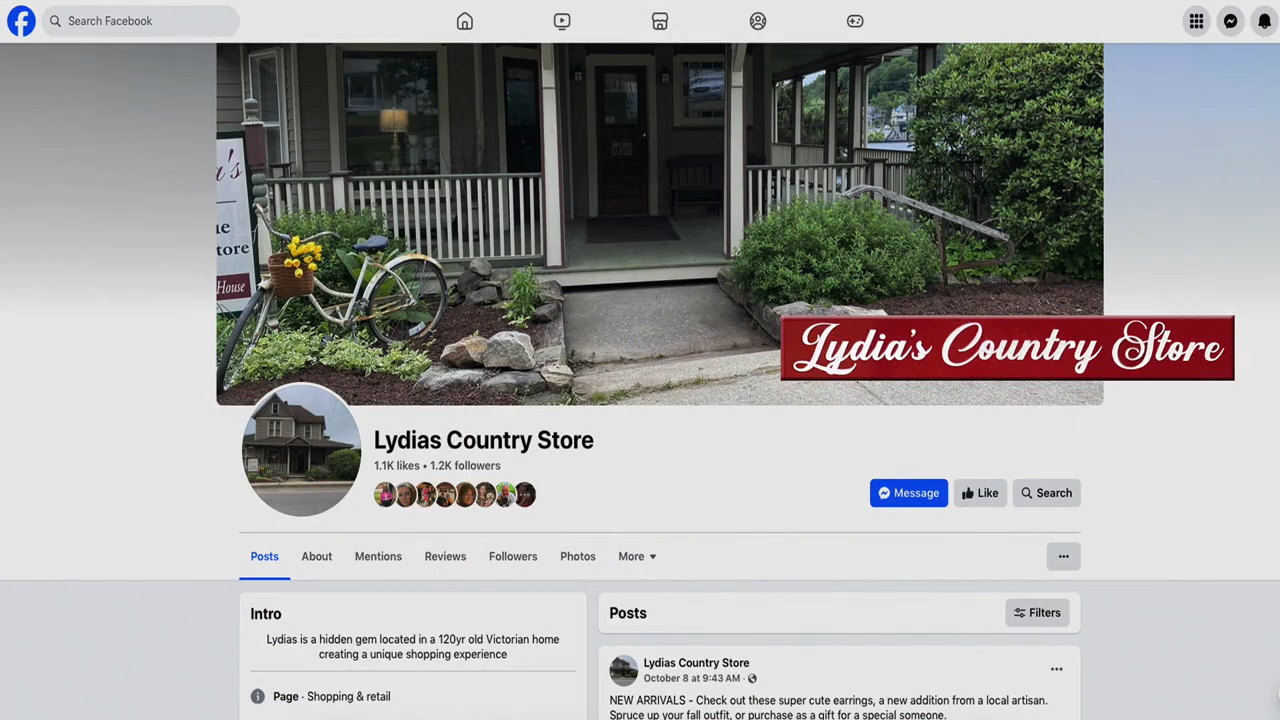 Search Facebook
's
ne
tore
House
Lydia's Country Store
Lydias Country Store
1.1K likes • 1.2K followers
Message
Like
Search
Posts
About
Mentions
Reviews
Followers
Photos
More
Intro
Lydias is a hidden gem located in a 120yr old Victorian home
creating a unique shopping experience
Page · Shopping & retail
Posts
Filters
Lydias Country Store
October 8 at 9:43 AM ·
NEW ARRIVALS - Check out these super cute earrings, a new addition from a local artisan.
Spruce up your fall outfit, or purchase as a gift for a special someone.